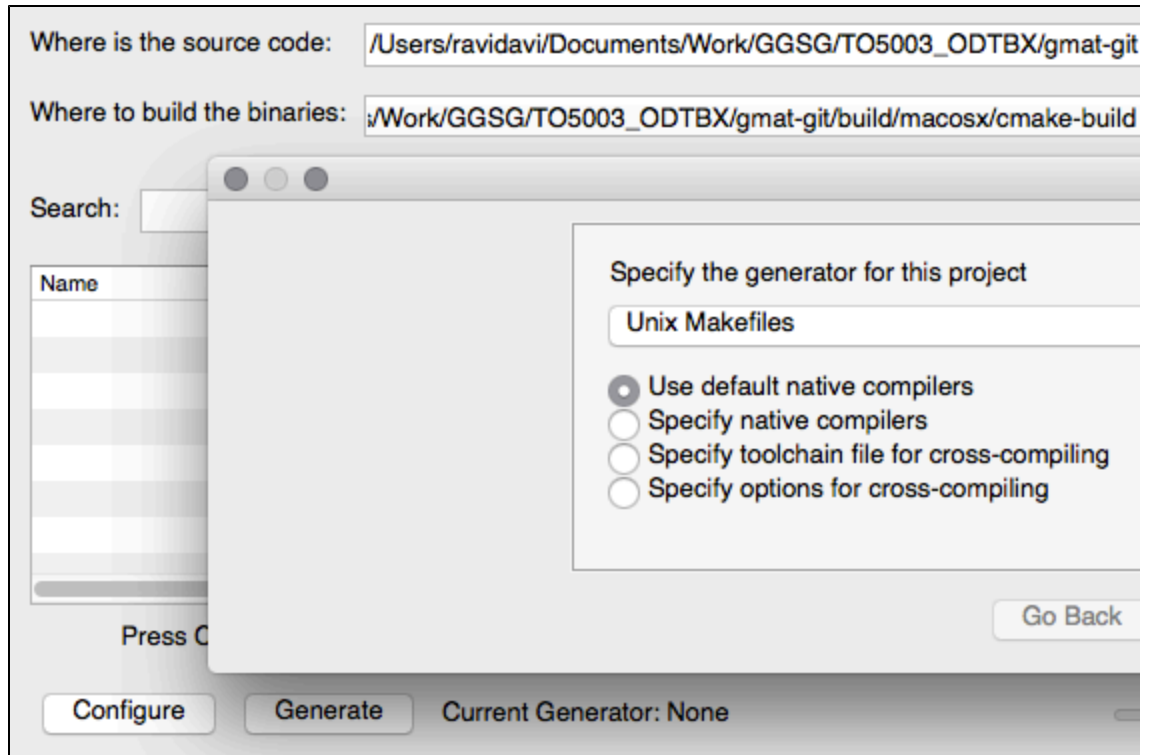 Where is the source code: /Users/ravidavi/Documents/Work/GGSG/TO5003_ODTBX/gmat-git
Where to build the binaries: /Work/GGSG/TO5003_ODTBX/gmat-git/build/macosx/cmake-build
Search:
Name
Specify the generator for this project
Unix Makefiles
Use default native compilers
Specify native compilers
Specify toolchain file for cross-compiling
Specify options for cross-compiling
Go Back
Press
Configure Generate Current Generator: None